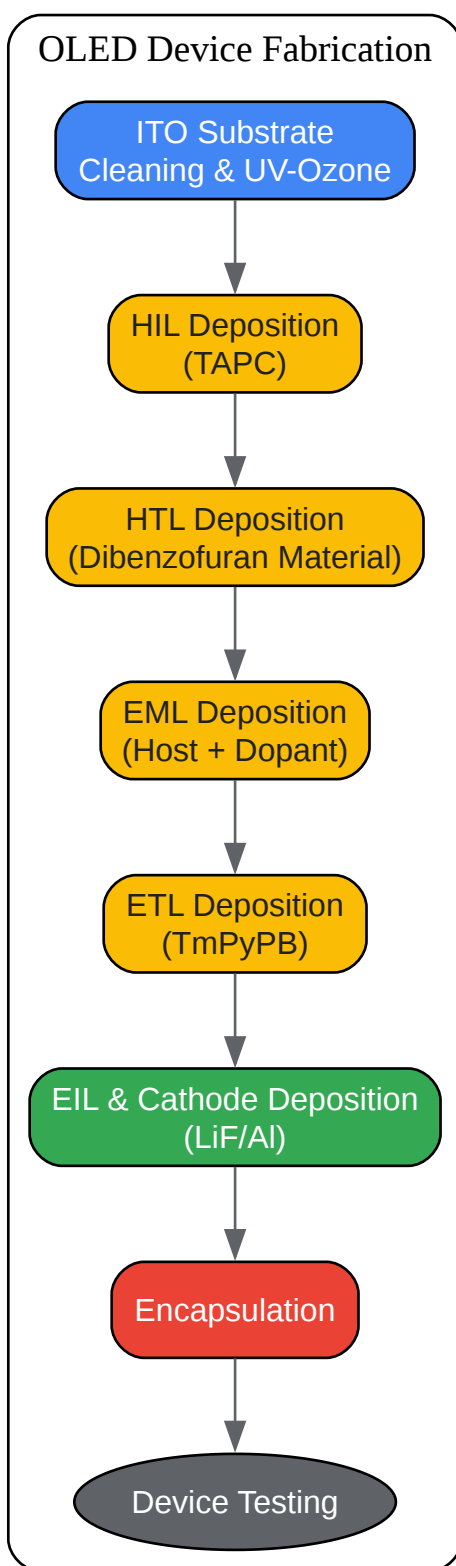 OLED Device Fabrication
ITO Substrate
Cleaning & UV-Ozone
HIL Deposition
(TAPC)
HTL Deposition
(Dibenzofuran Material)
EML Deposition
(Host + Dopant)
ETL Deposition
(TmPyPB)
EIL & Cathode Deposition
(LiF/Al)
Encapsulation
Device Testing